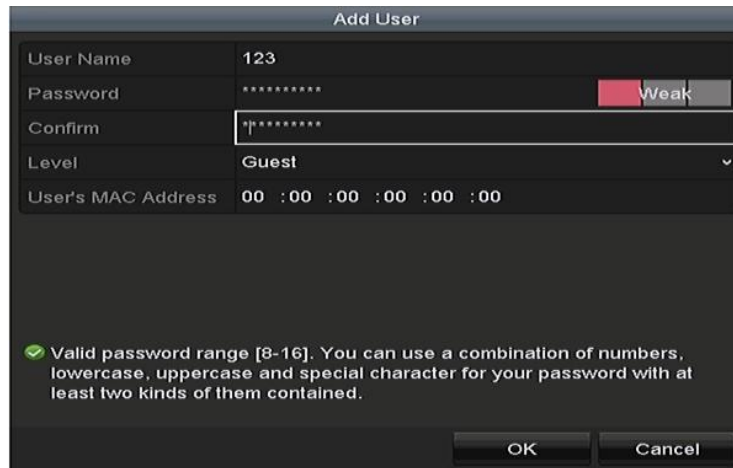 Add User
User Name 123
Password ********** Weak
Confirm **********
Level Guest
User's MAC Address 00 :00 :00 :00 :00 :00
Valid password range [8-16]. You can use a combination of numbers,
lowercase, uppercase and special character for your password with at
least two kinds of them contained.
OK Cancel